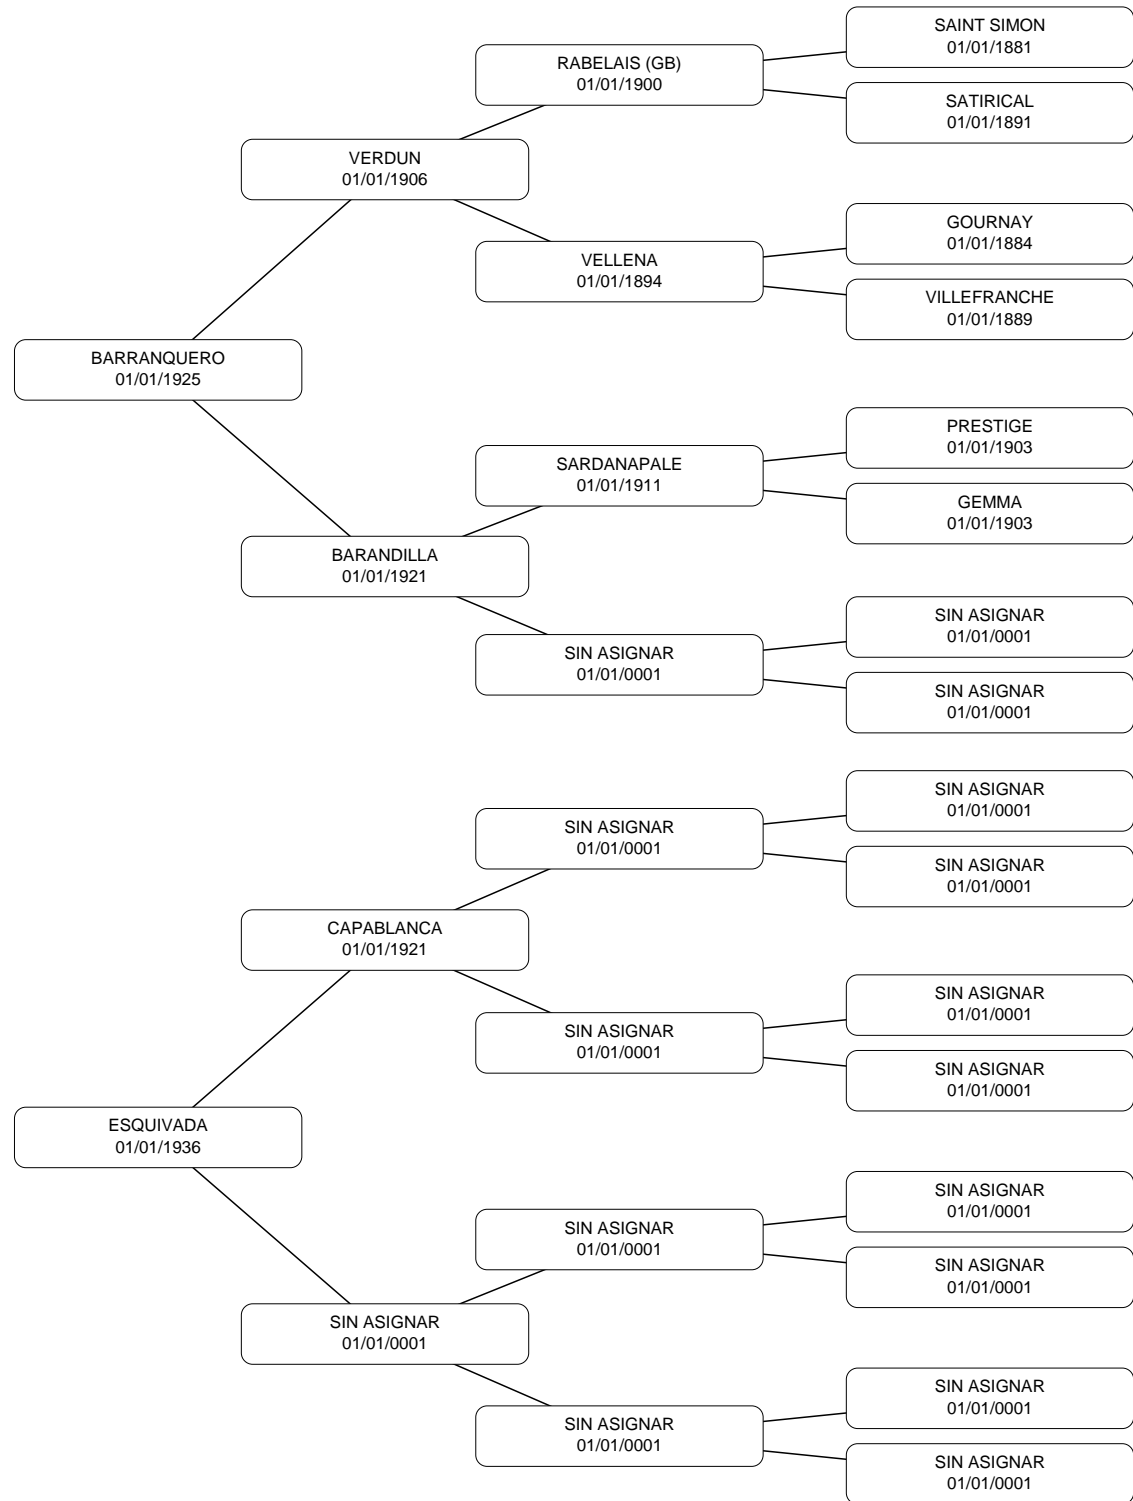 SAINT SIMON
01/01/1881
RABELAIS (GB)
01/01/1900
SATIRICAL
01/01/1891
VERDUN
01/01/1906
GOURNAY
01/01/1884
VELLENA
01/01/1894
VILLEFRANCHE
01/01/1889
BARRANQUERO
01/01/1925
PRESTIGE
01/01/1903
SARDANAPALE
01/01/1911
GEMMA
01/01/1903
BARANDILLA
01/01/1921
SIN ASIGNAR
01/01/0001
SIN ASIGNAR
01/01/0001
SIN ASIGNAR
01/01/0001
SIN ASIGNAR
01/01/0001
SIN ASIGNAR
01/01/0001
SIN ASIGNAR
01/01/0001
CAPABLANCA
01/01/1921
SIN ASIGNAR
01/01/0001
SIN ASIGNAR
01/01/0001
SIN ASIGNAR
01/01/0001
ESQUIVADA
01/01/1936
SIN ASIGNAR
01/01/0001
SIN ASIGNAR
01/01/0001
SIN ASIGNAR
01/01/0001
SIN ASIGNAR
01/01/0001
SIN ASIGNAR
01/01/0001
SIN ASIGNAR
01/01/0001
SIN ASIGNAR
01/01/0001